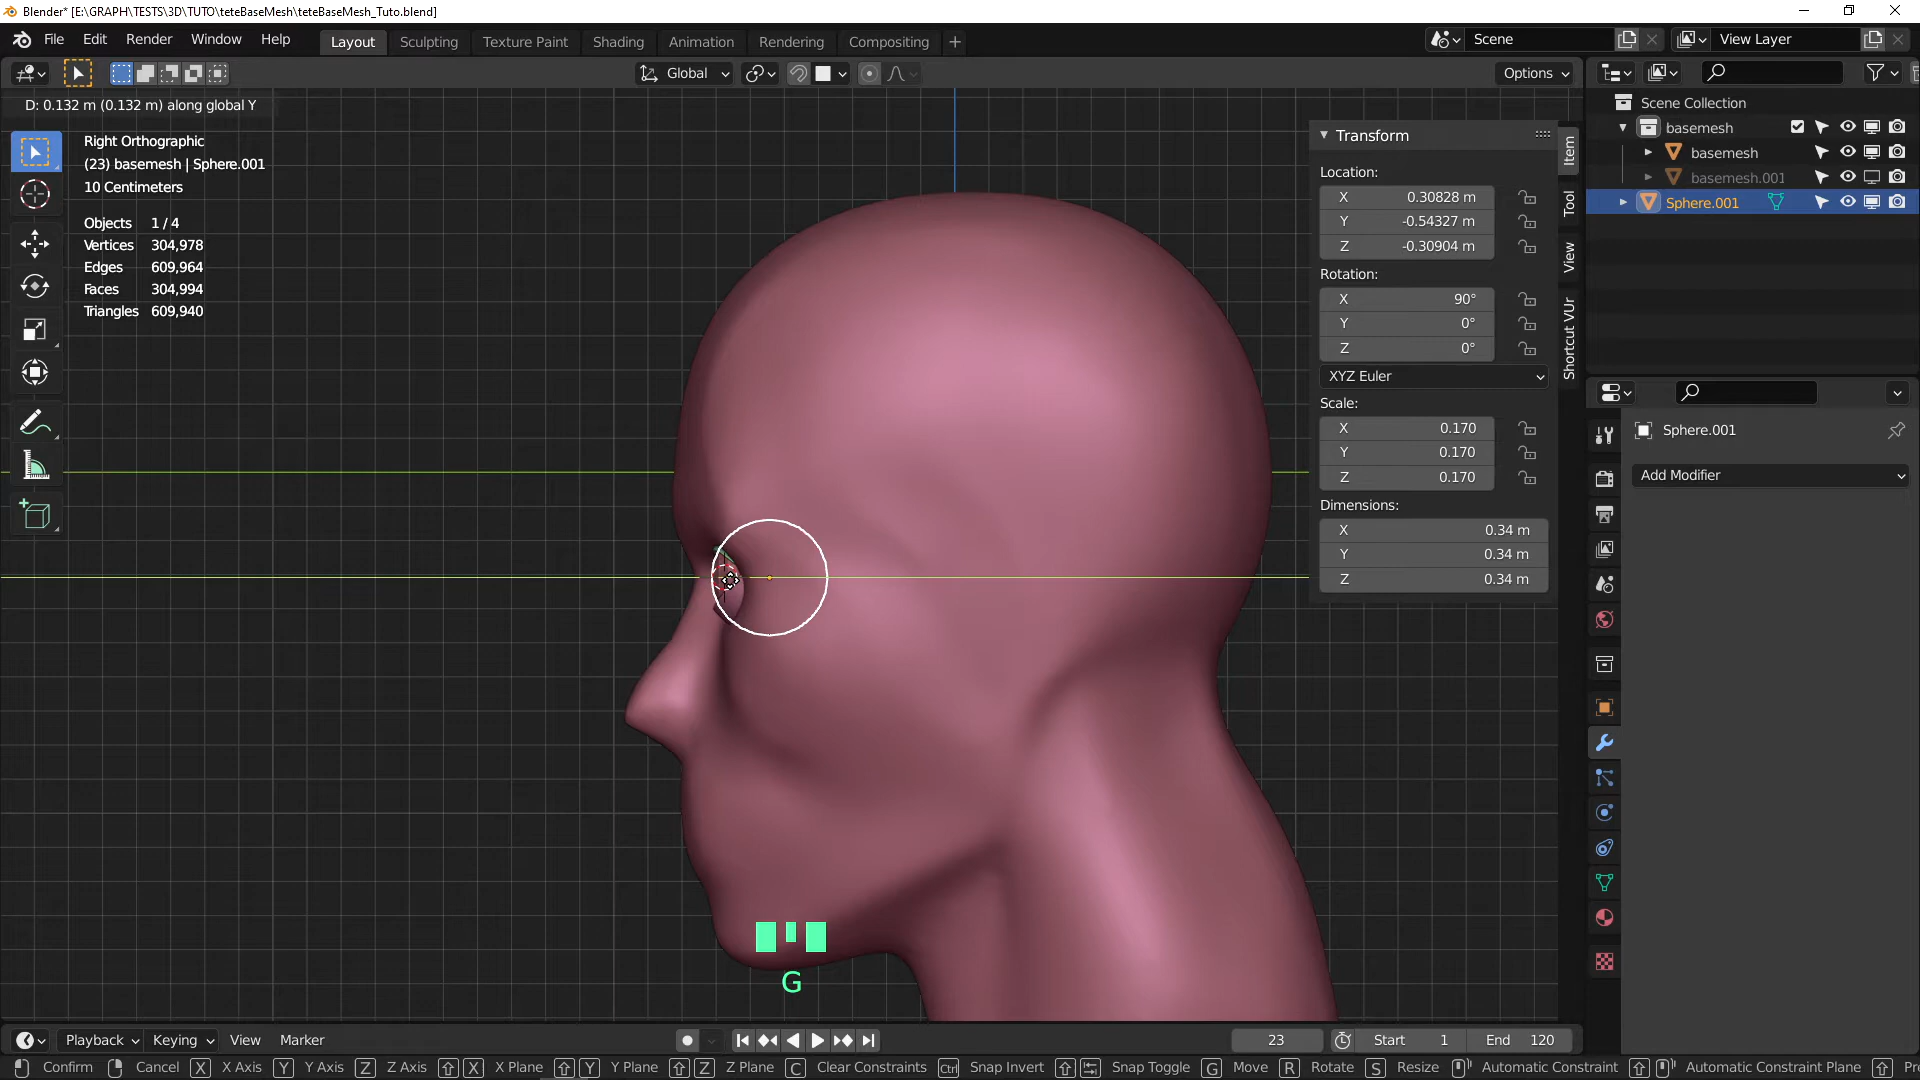 Blender* [E:\GRAPH\TESTS\3D\TUTO\teteBaseMesh\teteBaseMesh_Tuto.blend]
File Edit Render Window Help
Layout Sculpting Texture Paint Shading Animation Rendering Compositing
Scene
View Layer
Global
Options
D: 0.132 m (0.132 m) along global Y
Right Orthographic
(23) basemesh | Sphere.001
10 Centimeters
Objects 1 / 4
Vertices 304,978
Edges 609,964
Faces 304,994
Triangles 609,940
Transform
Location:
X 0.30828 m
Y -0.54327 m
Z -0.30904 m
Rotation:
X 90°
Y 0°
Z 0°
XYZ Euler
Scale:
X 0.170
Y 0.170
Z 0.170
Dimensions:
X 0.34 m
Y 0.34 m
Z 0.34 m
Item
Tool
View
Shortcut VUr
Scene Collection
basemesh
basemesh
basemesh.001
Sphere.001
Sphere.001
Add Modifier
G
Playback Keying View Marker
23
Start 1
End 120
Confirm Cancel X X Axis Y Y Axis Z Z Axis X X Plane Y Y Plane Z Z Plane C Clear Constraints Ctrl Snap Invert Snap Toggle G Move R Rotate S Resize Automatic Constraint Automatic Constraint Plane